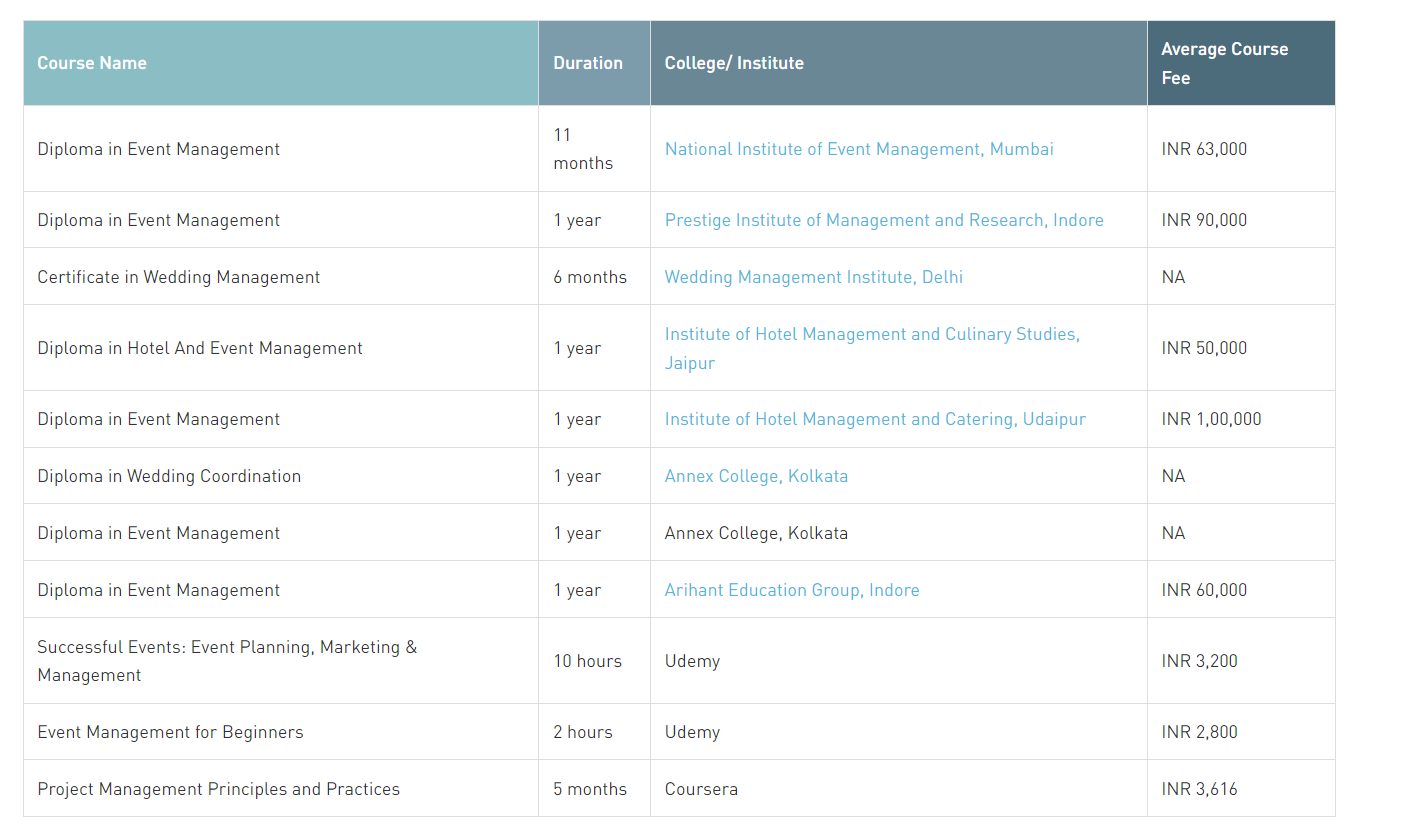 Course Name Duration College/ Institute Average Course
Fee
Diploma in Event Management 11
months National Institute of Event Management, Mumbai INR 63,000
Diploma in Event Management 1 year Prestige Institute of Management and Research, Indore INR 90,000
Certificate in Wedding Management 6 months Wedding Management Institute, Delhi NA
Diploma in Hotel And Event Management 1 year Institute of Hotel Management and Culinary Studies,
Jaipur INR 50,000
Diploma in Event Management 1 year Institute of Hotel Management and Catering, Udaipur INR 1,00,000
Diploma in Wedding Coordination 1 year Annex College, Kolkata NA
Diploma in Event Management 1 year Annex College, Kolkata NA
Diploma in Event Management 1 year Arihant Education Group, Indore INR 60,000
Successful Events: Event Planning, Marketing &
Management 10 hours Udemy INR 3,200
Event Management for Beginners 2 hours Udemy INR 2,800
Project Management Principles and Practices 5 months Coursera INR 3,616